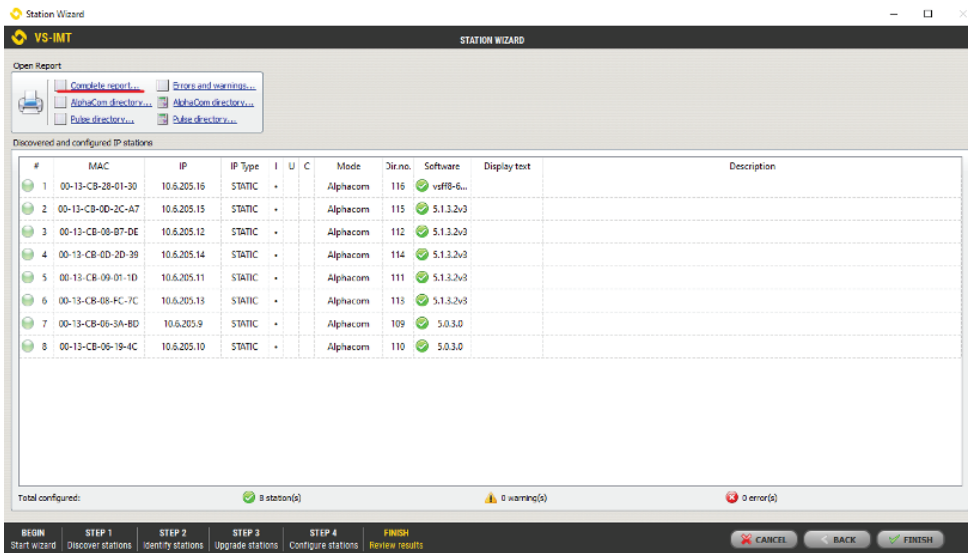 Station Wizard
VS-IMT
STATION WIZARD
Open Report
Complete report... Errors and warnings...
AlphaCom directory... AlphaCom directory...
Pulse directory... Pulse directory...
Discovered and configured IP stations
# MAC IP IP Type I U C Mode Dir.no. Software Display text Description
1 00-13-CB-28-01-30 10.6.205.16 STATIC • Alphacom 116 vsff8-6...
2 00-13-CB-0D-2C-A7 10.6.205.15 STATIC • Alphacom 115 5.1.3.2v3
3 00-13-CB-08-B7-DE 10.6.205.12 STATIC • Alphacom 112 5.1.3.2v3
4 00-13-CB-0D-2D-39 10.6.205.14 STATIC • Alphacom 114 5.1.3.2v3
5 00-13-CB-09-01-1D 10.6.205.11 STATIC • Alphacom 111 5.1.3.2v3
6 00-13-CB-08-FC-7C 10.6.205.13 STATIC • Alphacom 113 5.1.3.2v3
7 00-13-CB-06-3A-BD 10.6.205.9 STATIC • Alphacom 109 5.0.3.0
8 00-13-CB-06-19-4C 10.6.205.10 STATIC • Alphacom 110 5.0.3.0
Total configured: 8 station(s) 0 warning(s) 0 error(s)
BEGIN STEP 1 STEP 2 STEP 3 STEP 4 FINISH
Start wizard Discover stations Identify stations Upgrade stations Configure stations Review results
CANCEL BACK FINISH